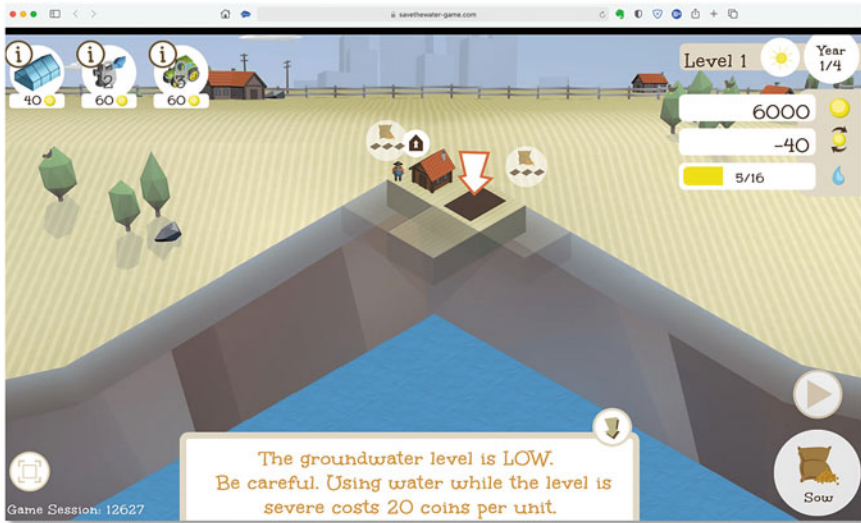 savethewater-game.com
Level 1
Year
1/4
12
13
40
60
60
6000
-40
5/16
The groundwater level is LOW.
Be careful. Using water while the level is
severe costs 20 coins per unit.
Sow
Game Session: 12627